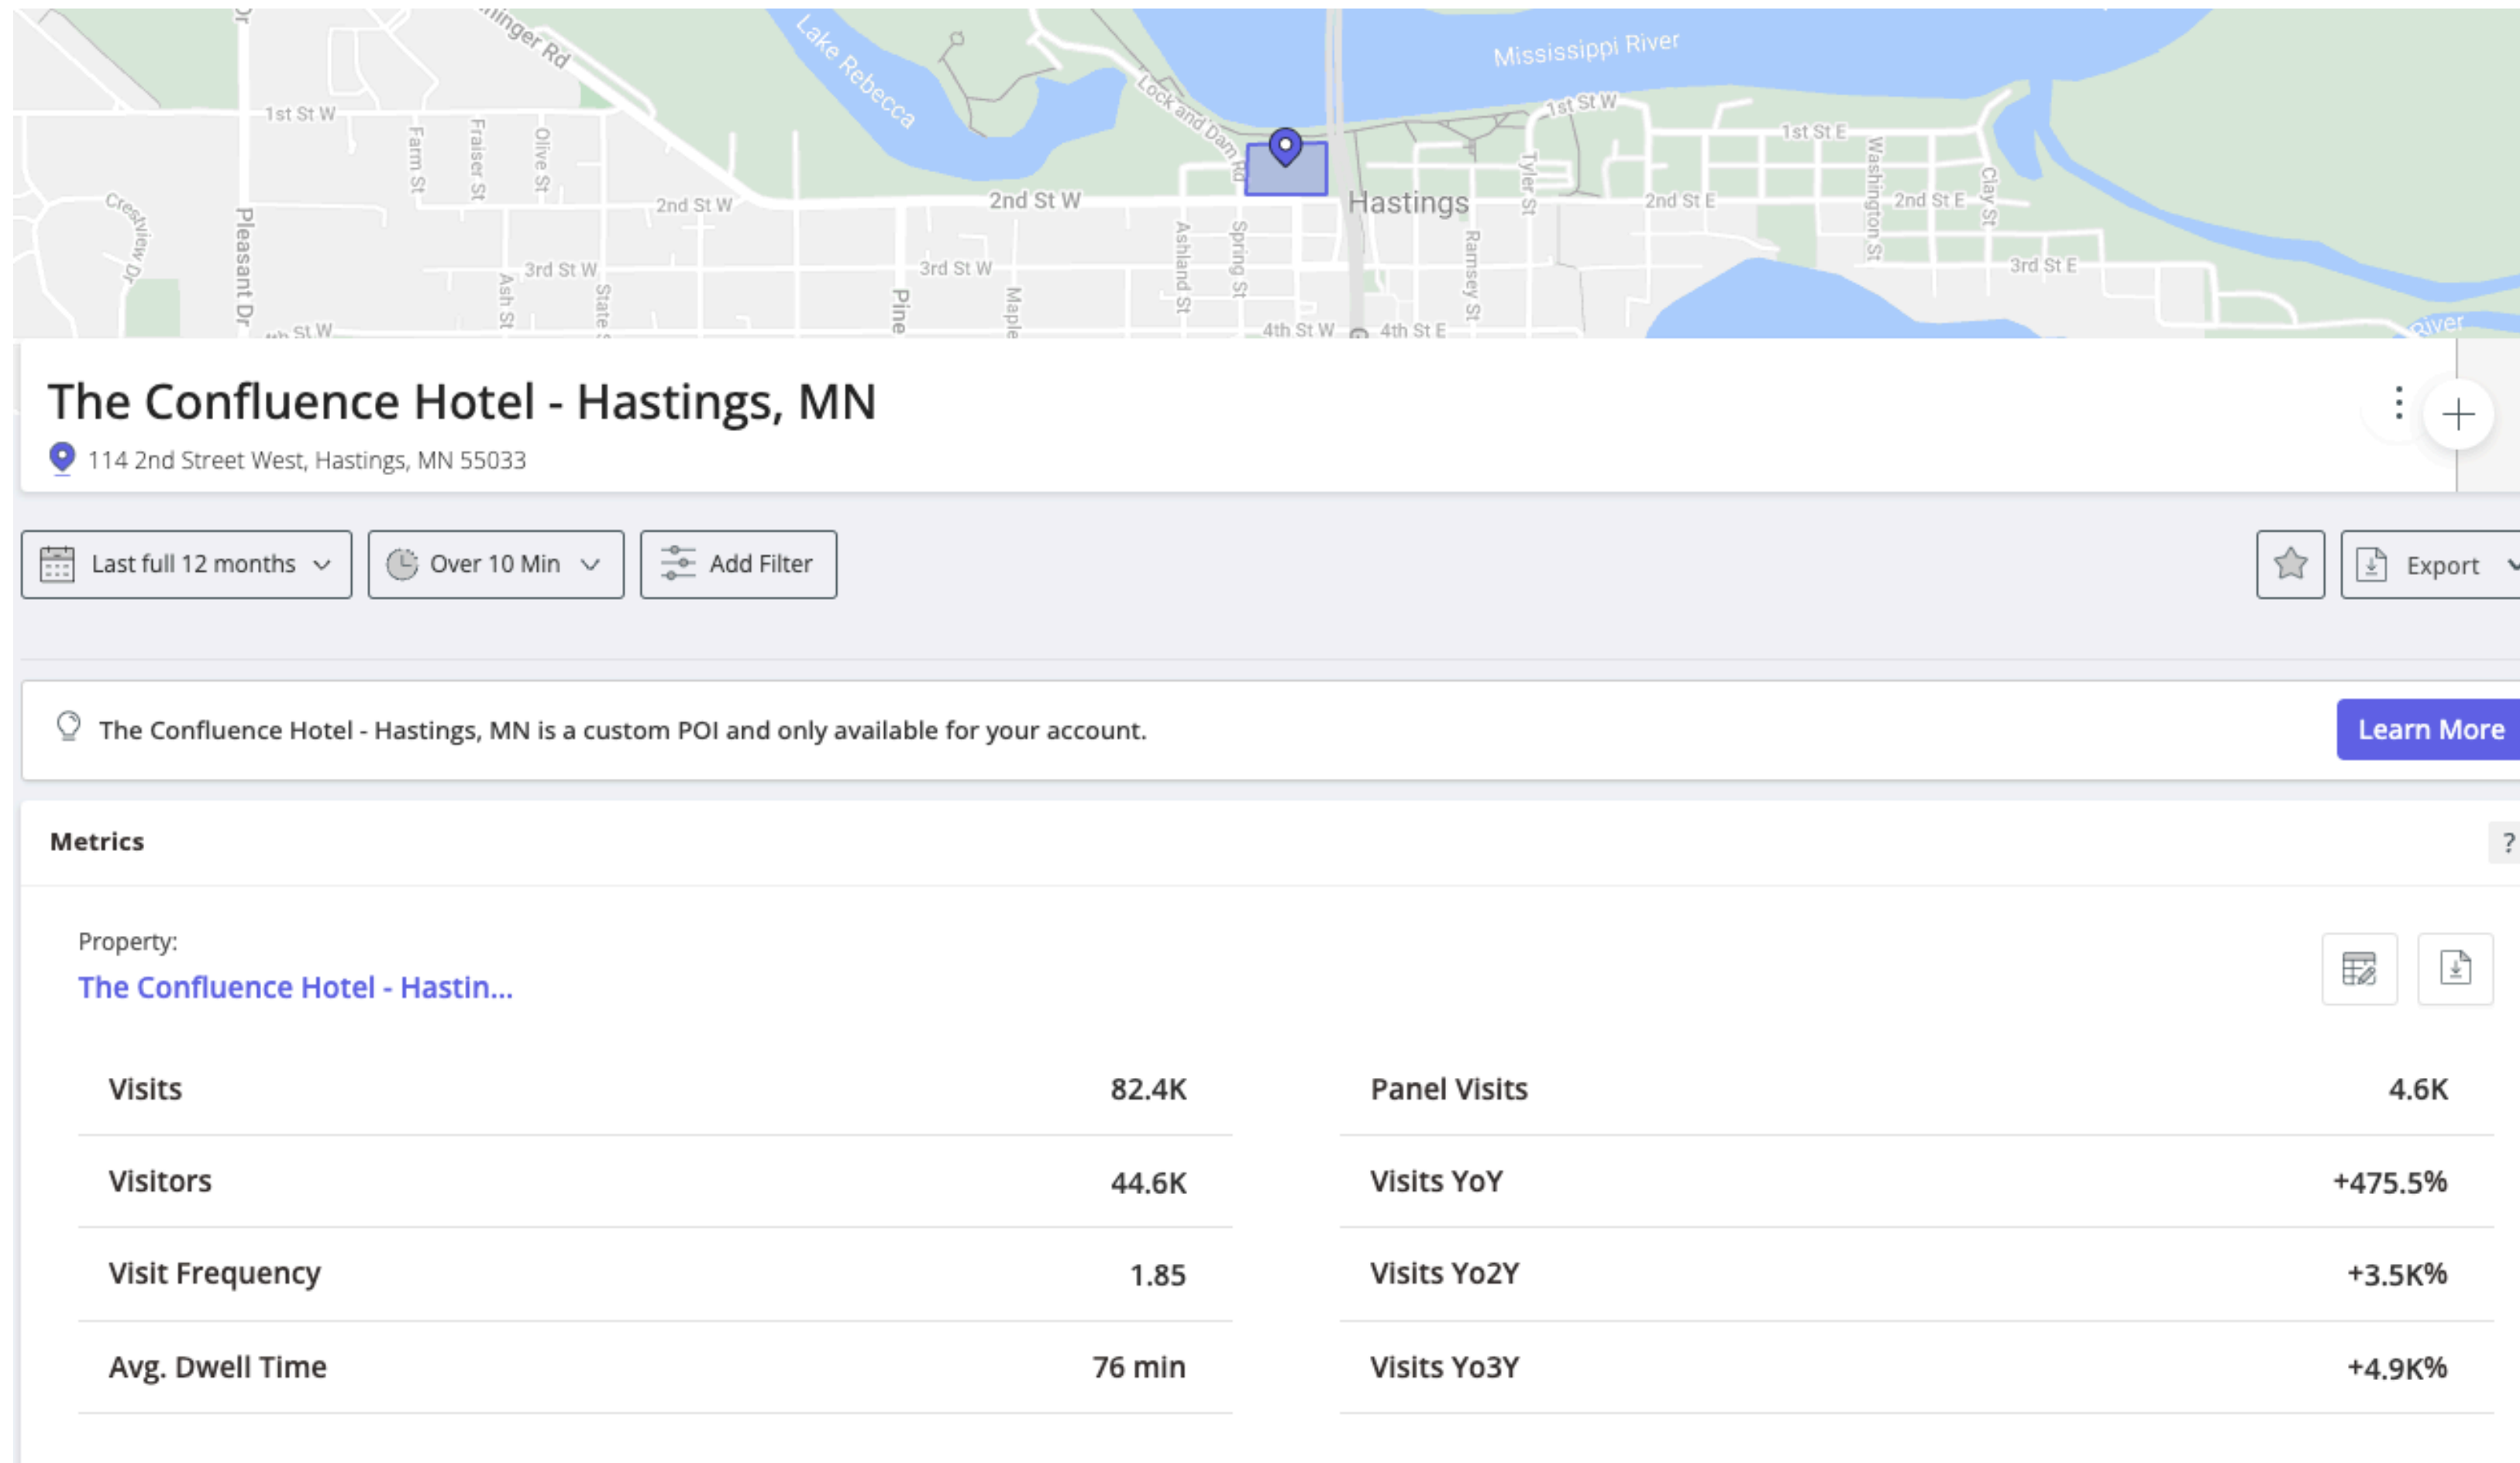 Dr
ninger Rd
Lake Rebecca
Mississippi River
Lock and Dam Rd
1st St W
1st St W
1st St E
Farm St
Fraiser St
Olive St
Tyler St
Washington St
Clay St
Crestview Dr
Pleasant Dr
2nd St W
2nd St W
Hastings
2nd St E
2nd St E
Ashland St
Spring St
Ramsey St
3rd St W
3rd St W
3rd St E
Ash St
State S
Pine
Maple
4th St W
4th St E
River
The Confluence Hotel - Hastings, MN
114 2nd Street West, Hastings, MN 55033
Last full 12 months
Over 10 Min
Add Filter
Export
The Confluence Hotel - Hastings, MN is a custom POI and only available for your account.
Learn More
Metrics
?
Property:
The Confluence Hotel - Hastin...
Visits 82.4K
Panel Visits 4.6K
Visitors 44.6K
Visits YoY +475.5%
Visit Frequency 1.85
Visits Yo2Y +3.5K%
Avg. Dwell Time 76 min
Visits Yo3Y +4.9K%